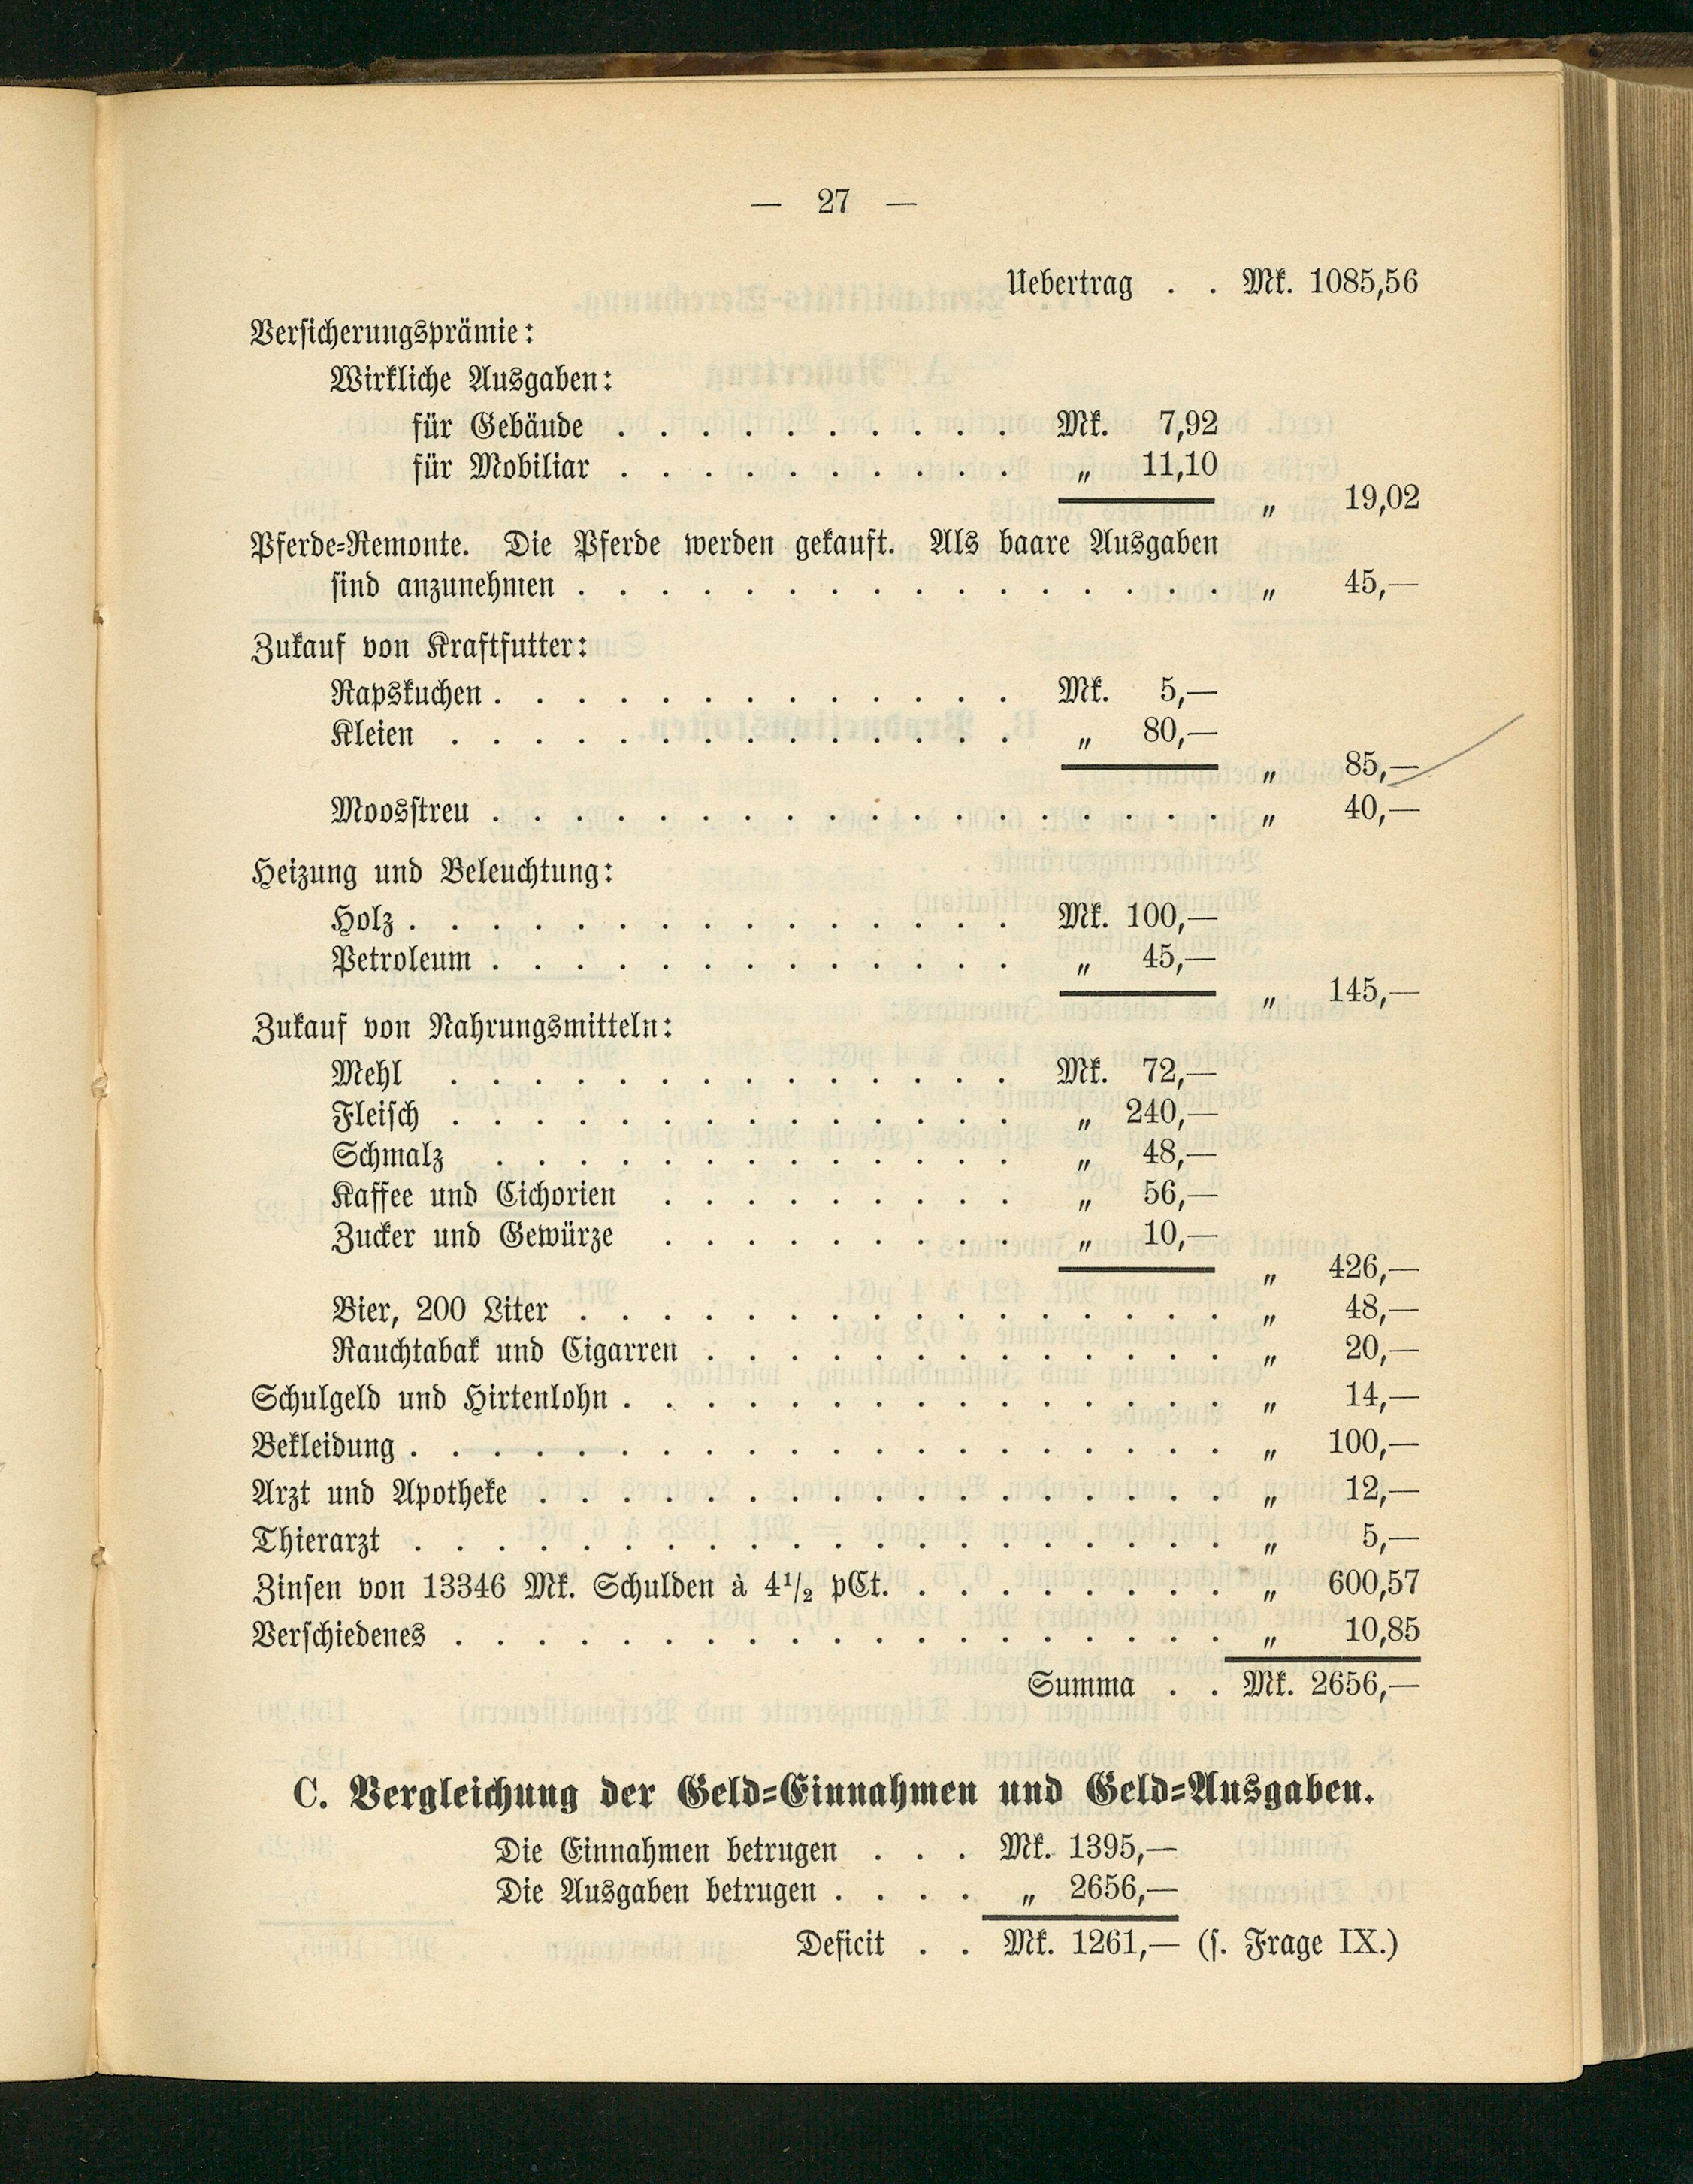 — 27 —
Uebertrag . . Mk. 1085,56
Versicherungsprämie:
Wirkliche Ausgaben:
für Gebäude . . . . . . . . . . Mk. 7,92
für Mobiliar . . . . . . . . . . „ 11,10
„ 19,02
Pferde-Remonte. Die Pferde werden gekauft. Als baare Ausgaben
sind anzunehmen . . . . . . . . . . . . . . . . „ 45,—
Zukauf von Kraftfutter:
Rapskuchen . . . . . . . . . . . . . Mk. 5,—
Kleien . . . . . . . . . . . . . . „ 80,—
„ 85,—
Moosstreu . . . . . . . . . . . . . . . . . . „ 40,—
Heizung und Beleuchtung:
Holz . . . . . . . . . . . . . . . Mk. 100,—
Petroleum . . . . . . . . . . . . . „ 45,—
„ 145,—
Zukauf von Nahrungsmitteln:
Mehl . . . . . . . . . . . . . . Mk. 72,—
Fleisch . . . . . . . . . . . . . . „ 240,—
Schmalz . . . . . . . . . . . . . „ 48,—
Kaffee und Cichorien . . . . . . . . . „ 56,—
Zucker und Gewürze . . . . . . . . . „ 10,—
„ 426,—
Bier, 200 Liter . . . . . . . . . . . . . . . . „ 48,—
Rauchtabak und Cigarren . . . . . . . . . . . . . „ 20,—
Schulgeld und Hirtenlohn . . . . . . . . . . . . . . . „ 14,—
Bekleidung . . . . . . . . . . . . . . . . . . . . „ 100,—
Arzt und Apotheke . . . . . . . . . . . . . . . . . „ 12,—
Thierarzt . . . . . . . . . . . . . . . . . . . . „ 5,—
Zinsen von 13346 Mk. Schulden à 4¹/₂ pCt. . . . . . . . . „ 600,57
Verschiedenes . . . . . . . . . . . . . . . . . . . „ 10,85
Summa . . Mk. 2656,—
C. Vergleichung der Geld-Einnahmen und Geld-Ausgaben.
Die Einnahmen betrugen . . . Mk. 1395,—
Die Ausgaben betrugen . . . . „ 2656,—
Deficit . . Mk. 1261,— (s. Frage IX.)